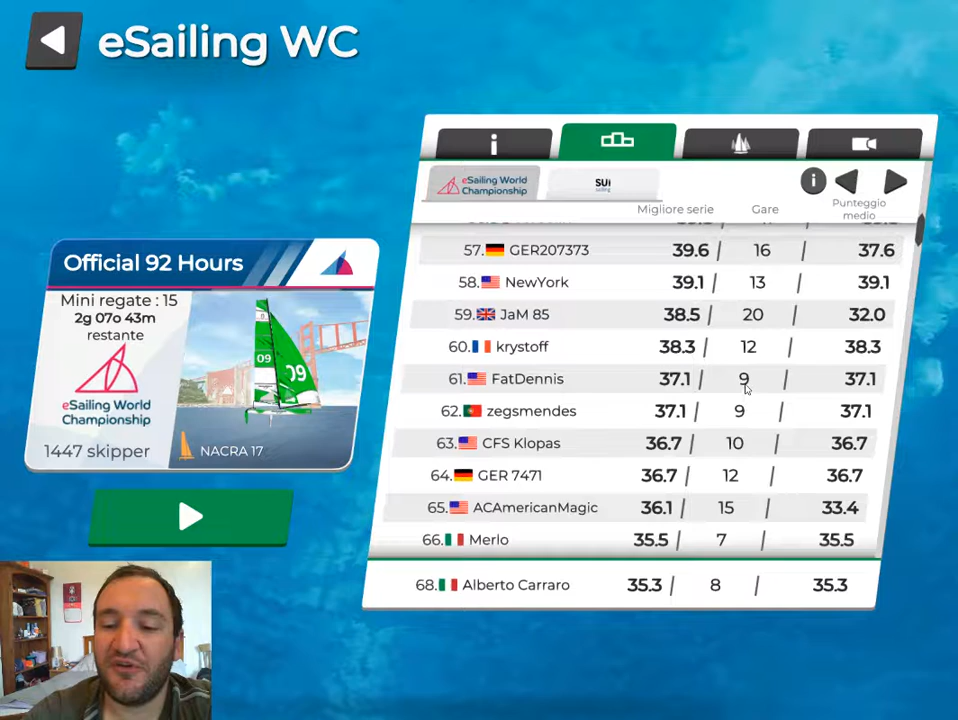 eSailing WC
i
eSailing World
Championship
SUI
sailing
i
Migliore serie
Gare
Punteggio
medio
57. GER207373 39.6 / 16 / 37.6
58. NewYork 39.1 / 13 / 39.1
59. JaM 85 38.5 / 20 / 32.0
60. krystoff 38.3 / 12 / 38.3
61. FatDennis 37.1 / 9 / 37.1
62. zegsmendes 37.1 / 9 / 37.1
63. CFS Klopas 36.7 / 10 / 36.7
64. GER 7471 36.7 / 12 / 36.7
65. ACAmericanMagic 36.1 / 15 / 33.4
66. Merlo 35.5 / 7 / 35.5
68. Alberto Carraro 35.3 / 8 / 35.3
Official 92 Hours
Mini regate : 15
2g 07o 43m
restante
eSailing World
Championship
1447 skipper
09
09
NACRA 17